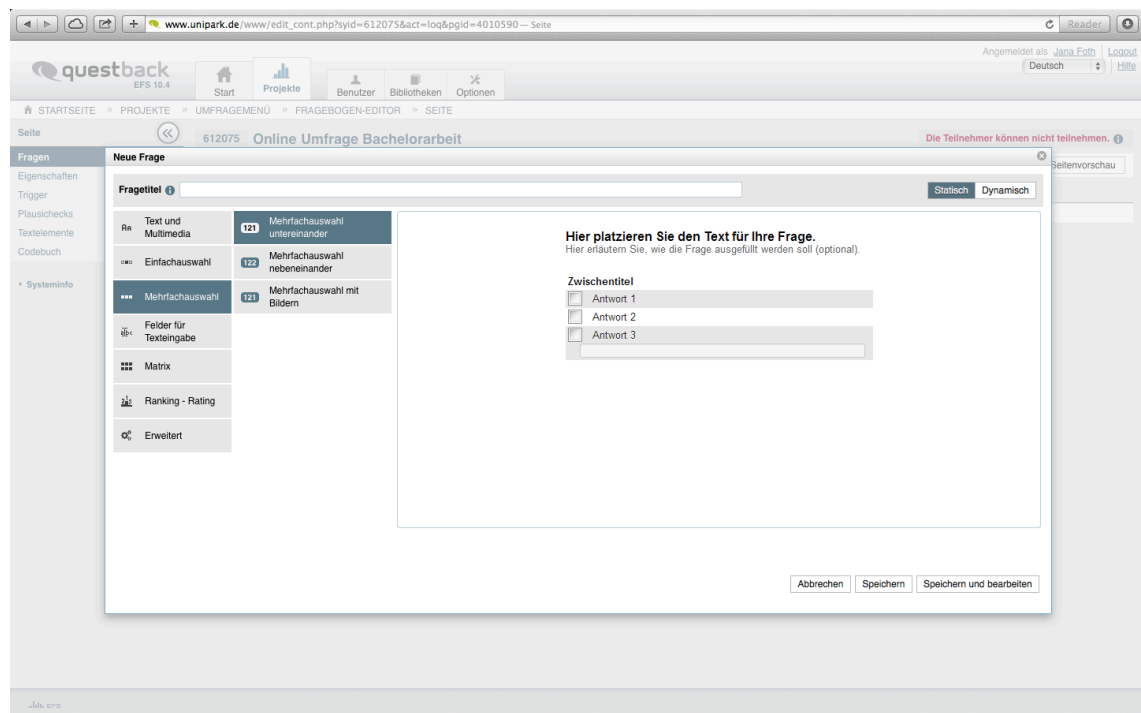 www.unipark.de/www/edit_cont.php?syid=612075&act=loq&pgid=4010590 — Seite
Reader
Angemeldet als Jana Foth Logout
questback
EFS 10.4
Start
Projekte
Benutzer
Bibliotheken
Optionen
Deutsch
Hilfe
STARTSEITE » PROJEKTE » UMFRAGEMENÜ » FRAGEBOGEN-EDITOR » SEITE
Seite
612075 Online Umfrage Bachelorarbeit
Die Teilnehmer können nicht teilnehmen.
Fragen
Eigenschaften
Trigger
Plausichecks
Textelemente
Codebuch
Systeminfo
Seitenvorschau
Neue Frage
Fragetitel
Statisch
Dynamisch
Aa Text und
Multimedia
Einfachauswahl
Mehrfachauswahl
Felder für
Texteingabe
Matrix
Ranking - Rating
Erweitert
121 Mehrfachauswahl
untereinander
122 Mehrfachauswahl
nebeneinander
121 Mehrfachauswahl mit
Bildern
Hier platzieren Sie den Text für Ihre Frage.
Hier erläutern Sie, wie die Frage ausgefüllt werden soll (optional).
Zwischentitel
Antwort 1
Antwort 2
Antwort 3
Abbrechen
Speichern
Speichern und bearbeiten
EFS